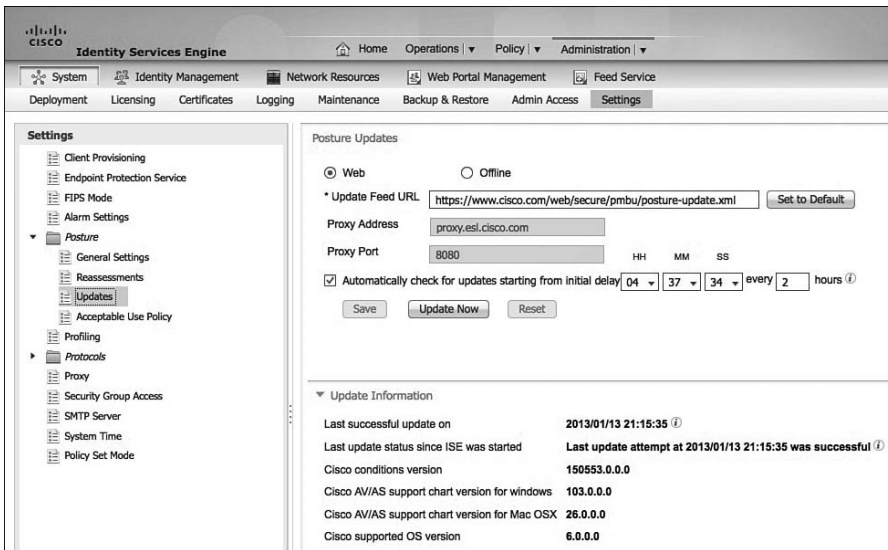 CISCO
Identity Services Engine
Home Operations | Policy | Administration |
System Identity Management Network Resources Web Portal Management Feed Service
Deployment Licensing Certificates Logging Maintenance Backup & Restore Admin Access Settings
Settings
Client Provisioning
Endpoint Protection Service
FIPS Mode
Alarm Settings
Posture
General Settings
Reassessments
Updates
Acceptable Use Policy
Profiling
Protocols
Proxy
Security Group Access
SMTP Server
System Time
Policy Set Mode
Posture Updates
Web Offline
* Update Feed URL https://www.cisco.com/web/secure/pmbu/posture-update.xml Set to Default
Proxy Address proxy.esl.cisco.com
Proxy Port 8080
HH MM SS
Automatically check for updates starting from initial delay 04 37 34 every 2 hours
Save Update Now Reset
Update Information
Last successful update on 2013/01/13 21:15:35
Last update status since ISE was started Last update attempt at 2013/01/13 21:15:35 was successful
Cisco conditions version 150553.0.0.0
Cisco AV/AS support chart version for windows 103.0.0.0
Cisco AV/AS support chart version for Mac OSX 26.0.0.0
Cisco supported OS version 6.0.0.0